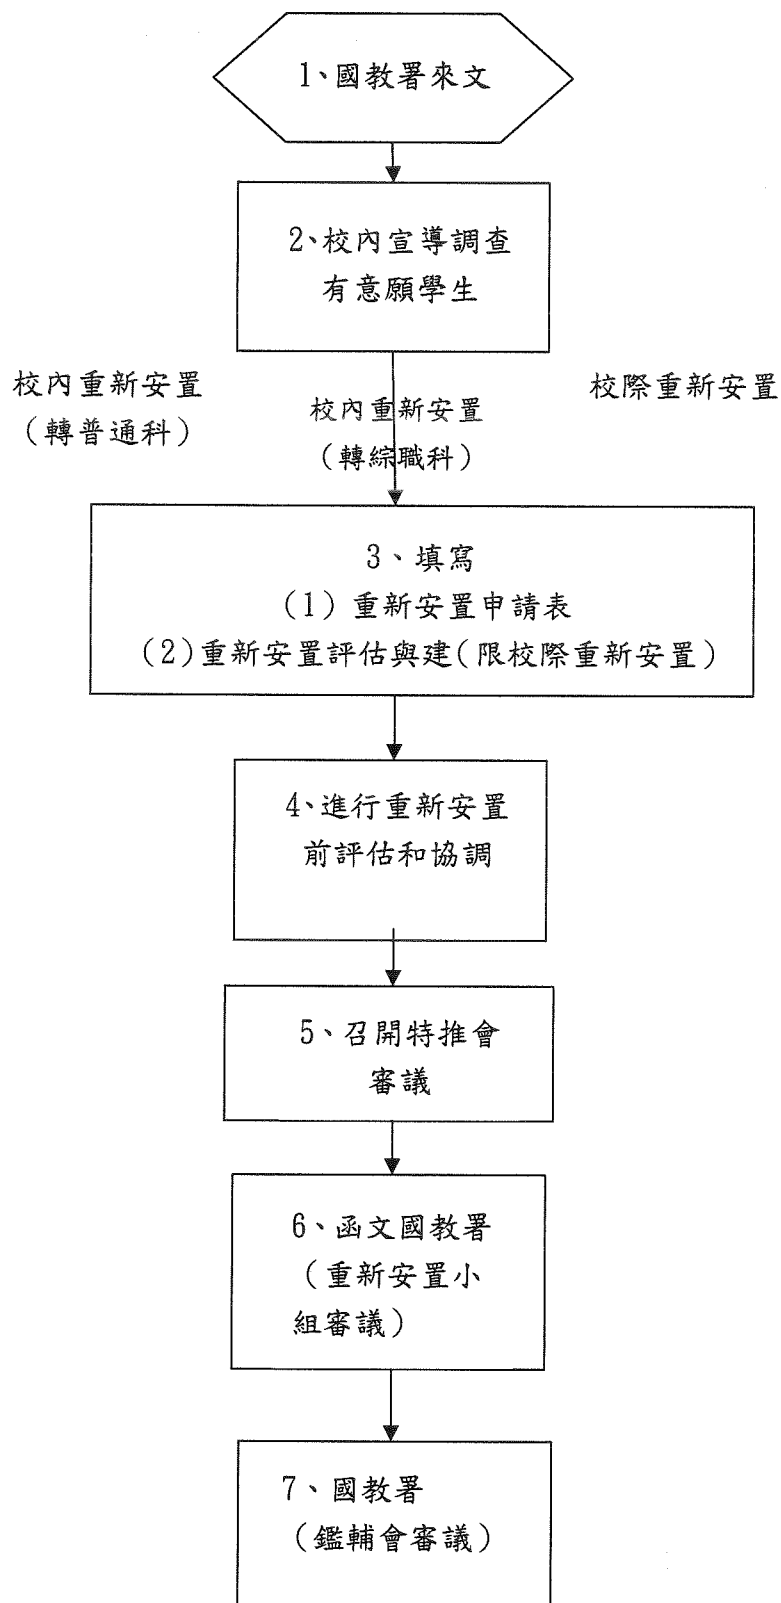 1、國教署來文
2、校內宣導調查
有意願學生
校內重新安置
（轉普通科）
校內重新安置
（轉綜職科）
校際重新安置
3、填寫
（1）重新安置申請表
（2）重新安置評估與建（限校際重新安置）
4、進行重新安置
前評估和協調
5、召開特推會
審議
6、函文國教署
（重新安置小
組審議）
7、國教署
（鑑輔會審議）